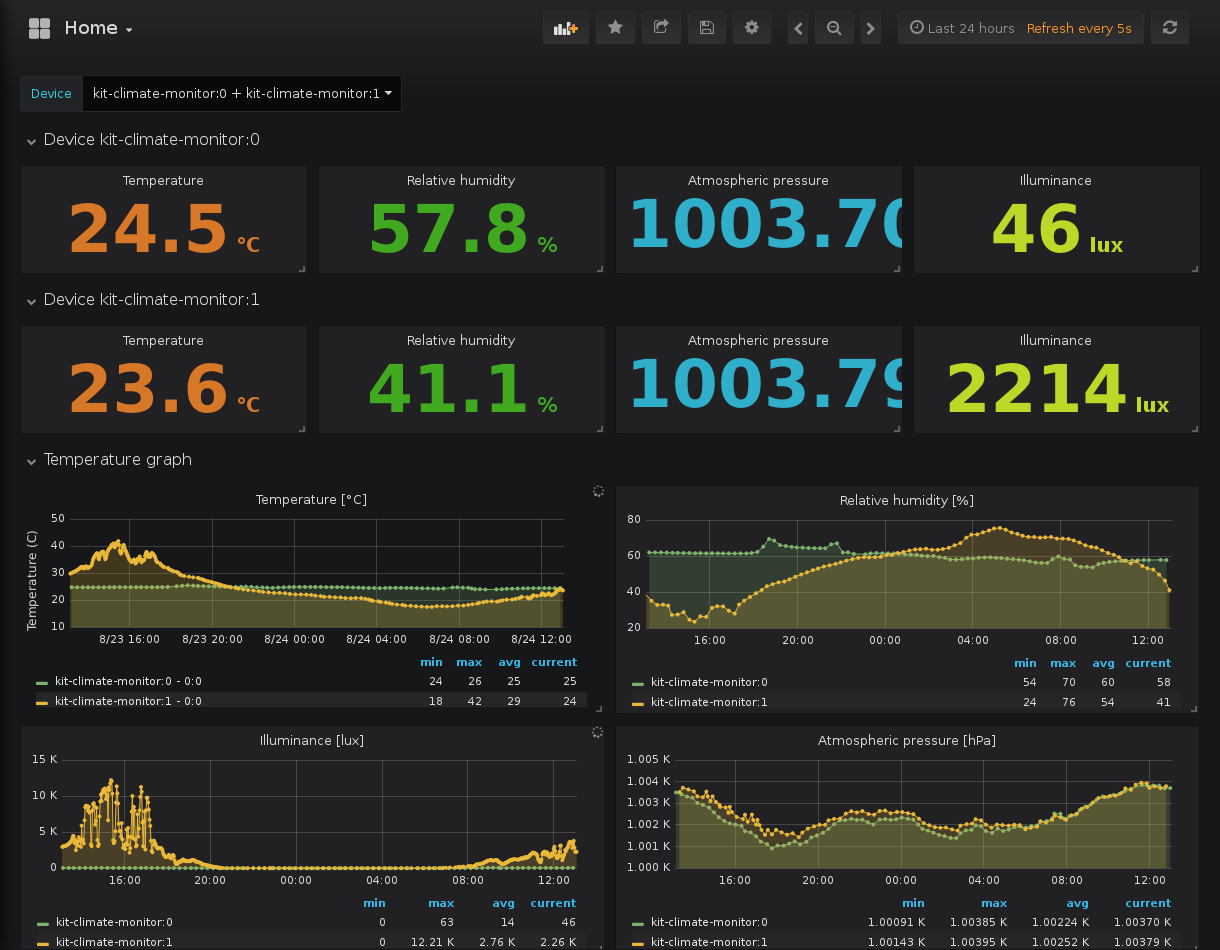 Home
Last 24 hours Refresh every 5s
Device kit-climate-monitor:0 + kit-climate-monitor:1
Device kit-climate-monitor:0
Temperature Relative humidity Atmospheric pressure Illuminance
24.5 °C 57.8 % 1003.70 46 lux
Device kit-climate-monitor:1
Temperature Relative humidity Atmospheric pressure Illuminance
23.6 °C 41.1 % 1003.79 2214 lux
Temperature graph
Temperature [°C]
Temperature (C)
50
40
30
20
10
8/23 16:00 8/23 20:00 8/24 00:00 8/24 04:00 8/24 08:00 8/24 12:00
min max avg current
kit-climate-monitor:0 - 0:0 24 26 25 25
kit-climate-monitor:1 - 0:0 18 42 29 24
Relative humidity [%]
80
60
40
20
16:00 20:00 00:00 04:00 08:00 12:00
min max avg current
kit-climate-monitor:0 54 70 60 58
kit-climate-monitor:1 24 76 54 41
Illuminance [lux]
15 K
10 K
5 K
0
16:00 20:00 00:00 04:00 08:00 12:00
min max avg current
kit-climate-monitor:0 0 63 14 46
kit-climate-monitor:1 0 12.21 K 2.76 K 2.26 K
Atmospheric pressure [hPa]
1.005 K
1.004 K
1.003 K
1.002 K
1.001 K
1.000 K
16:00 20:00 00:00 04:00 08:00 12:00
min max avg current
kit-climate-monitor:0 1.00091 K 1.00385 K 1.00224 K 1.00370 K
kit-climate-monitor:1 1.00143 K 1.00395 K 1.00252 K 1.00379 K